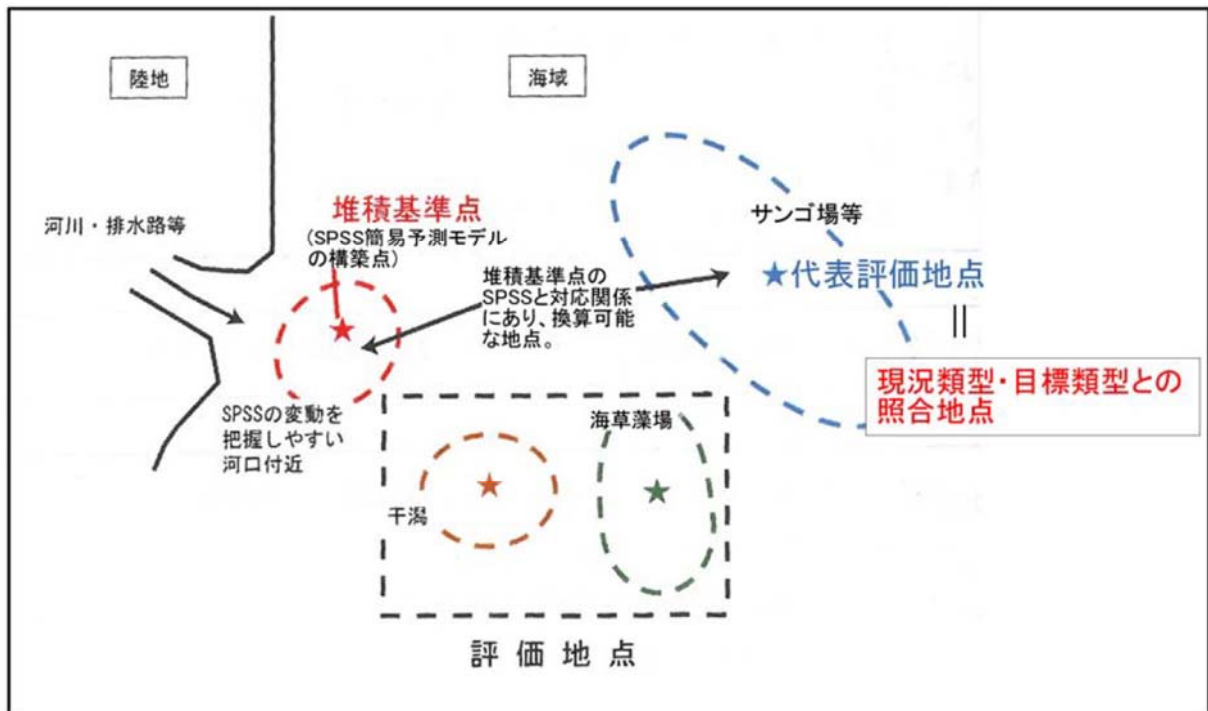 陸地
海域
河川・排水路等
堆積基準点
(SPSS簡易予測モデル
の構築点)
サンゴ場等
★代表評価地点
||
現況類型・目標類型との
照合地点
堆積基準点の
SPSSと対応関係
にあり、換算可能
な地点。
SPSSの変動を
把握しやすい
河口付近
干潟
海草藻場
評価地点